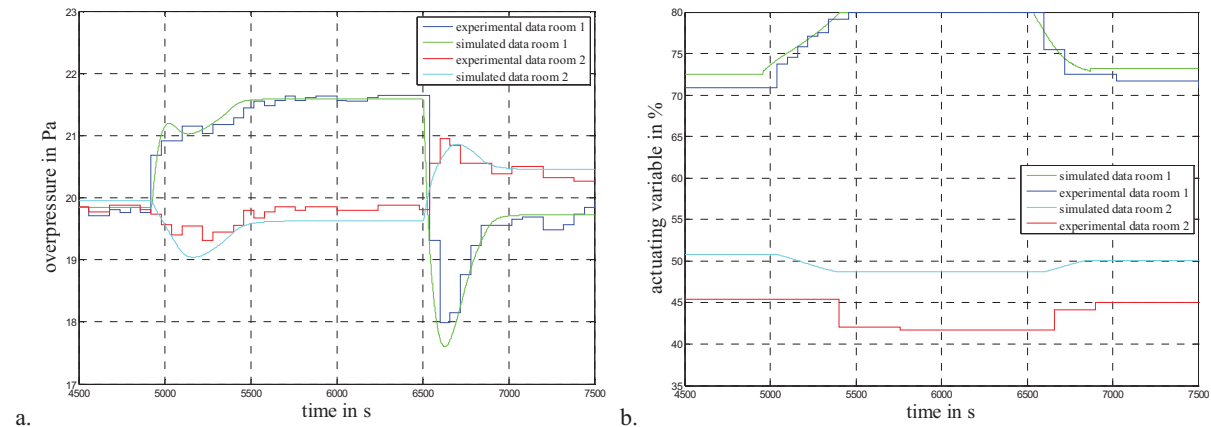 23
22
21
20
19
18
17
4500
5000
5500
6000
6500
7000
7500
overpressure in Pa
time in s
experimental data room 1
simulated data room 1
experimental data room 2
simulated data room 2
a.
80
75
70
65
60
55
50
45
40
35
4500
5000
5500
6000
6500
7000
7500
actuating variable in %
time in s
simulated data room 1
experimental data room 1
simulated data room 2
experimental data room 2
b.